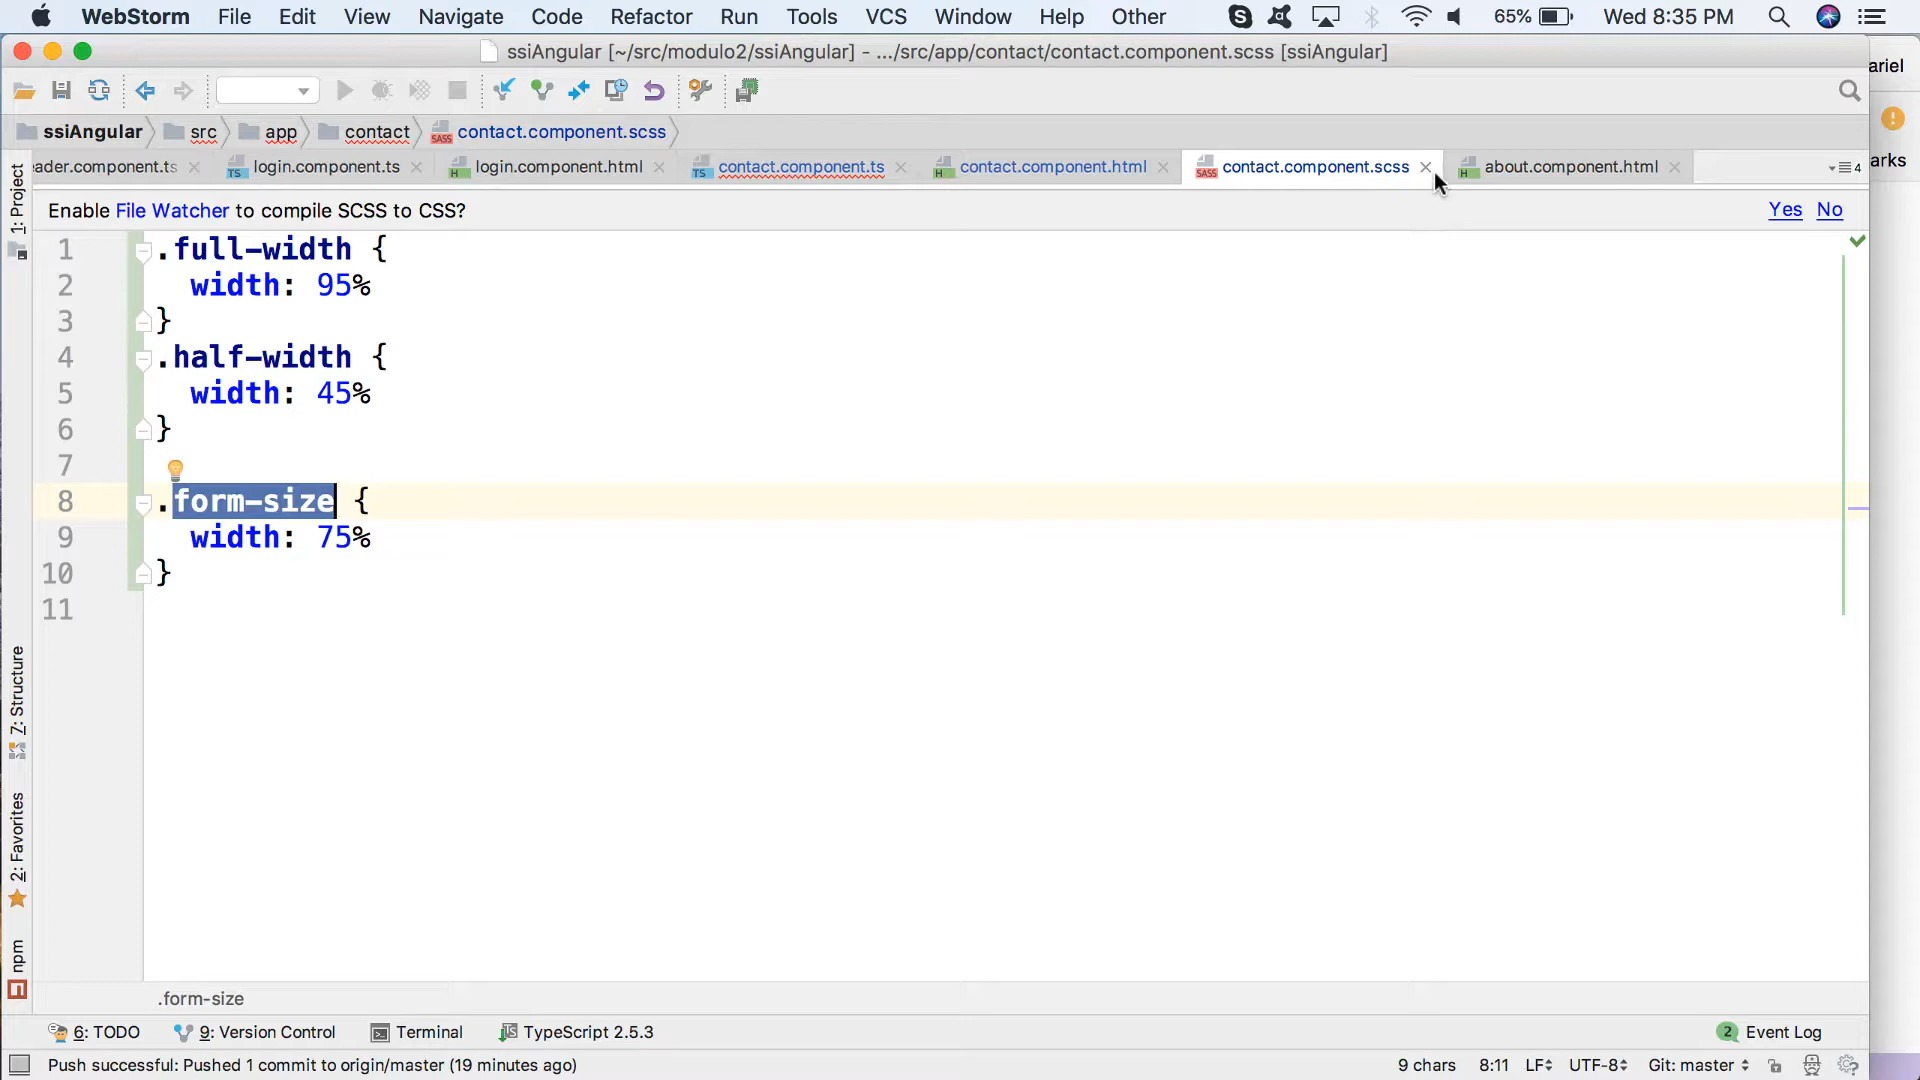 WebStorm File Edit View Navigate Code Refactor Run Tools VCS Window Help Other 65% Wed 8:35 PM
ssiAngular [~/src/modulo2/ssiAngular] - .../src/app/contact/contact.component.scss [ssiAngular]
ariel
ssiAngular src app contact contact.component.scss
eader.component.ts login.component.ts login.component.html contact.component.ts contact.component.html contact.component.scss about.component.html 4
arks
Enable File Watcher to compile SCSS to CSS? Yes No
1 .full-width {
2 width: 95%
3 }
4 .half-width {
5 width: 45%
6 }
7
8 .form-size {
9 width: 75%
10 }
11
1: Project
7: Structure
2: Favorites
npm
.form-size
6: TODO 9: Version Control Terminal TypeScript 2.5.3 2 Event Log
Push successful: Pushed 1 commit to origin/master (19 minutes ago) 9 chars 8:11 LF UTF-8 Git: master